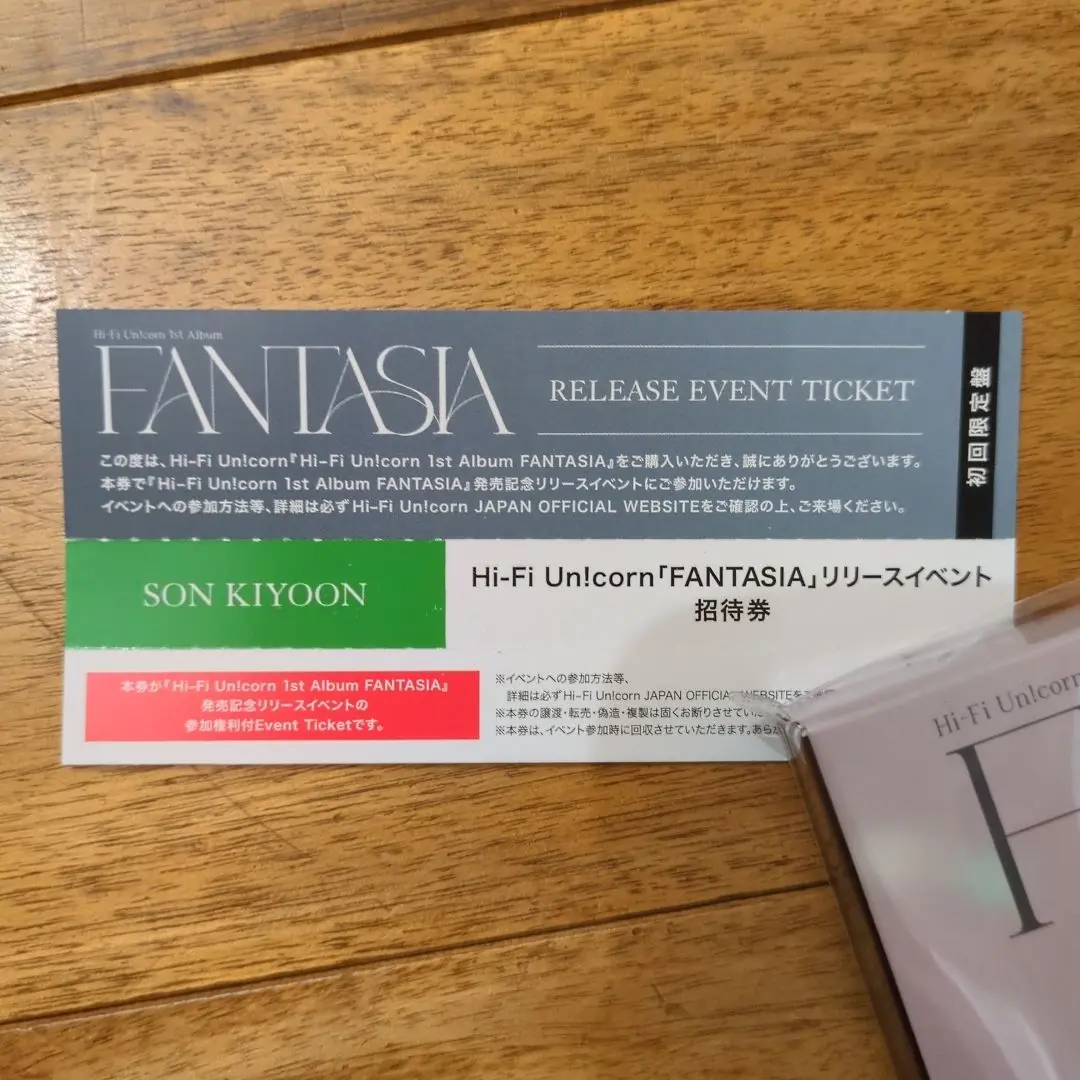 Hi-Fi Un!corn 1st Album
FANTASIA
RELEASE EVENT TICKET
初回限定盤
この度は、Hi-Fi Un!corn『Hi-Fi Un!corn 1st Album FANTASIA』をご購入いただき、誠にありがとうございます。
本券で『Hi-Fi Un!corn 1st Album FANTASIA』発売記念リリースイベントにご参加いただけます。
イベントへの参加方法等、詳細は必ずHi-Fi Un!corn JAPAN OFFICIAL WEBSITEをご確認の上、ご来場ください。
SON KIYOON
Hi-Fi Un!corn「FANTASIA」リリースイベント
招待券
本券が『Hi-Fi Un!corn 1st Album FANTASIA』
発売記念リリースイベントの
参加権利付Event Ticketです。
※イベントへの参加方法等、
詳細は必ずHi-Fi Un!corn JAPAN OFFICIAL WEBSITEを
※本券の譲渡・転売・偽造・複製は固くお断りさせてい
※本券は、イベント参加時に回収させていただきます。あらか
Hi-Fi Un!corn
F